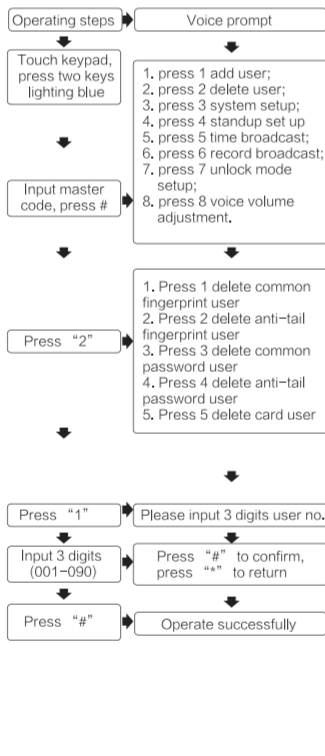 Operating steps
Voice prompt
Touch keypad,
press two keys
lighting blue
1. press 1 add user;
2. press 2 delete user;
3. press 3 system setup;
4. press 4 standup set up
5. press 5 time broadcast;
6. press 6 record broadcast;
7. press 7 unlock mode
setup;
8. press 8 voice volume
adjustment.
Input master
code, press #
Press “2”
1. Press 1 delete common
fingerprint user
2. Press 2 delete anti-tail
fingerprint user
3. Press 3 delete common
password user
4. Press 4 delete anti-tail
password user
5. Press 5 delete card user
Press “1”
Please input 3 digits user no.
Input 3 digits
(001-090)
Press “#” to confirm,
press “*” to return
Press “#”
Operate successfully